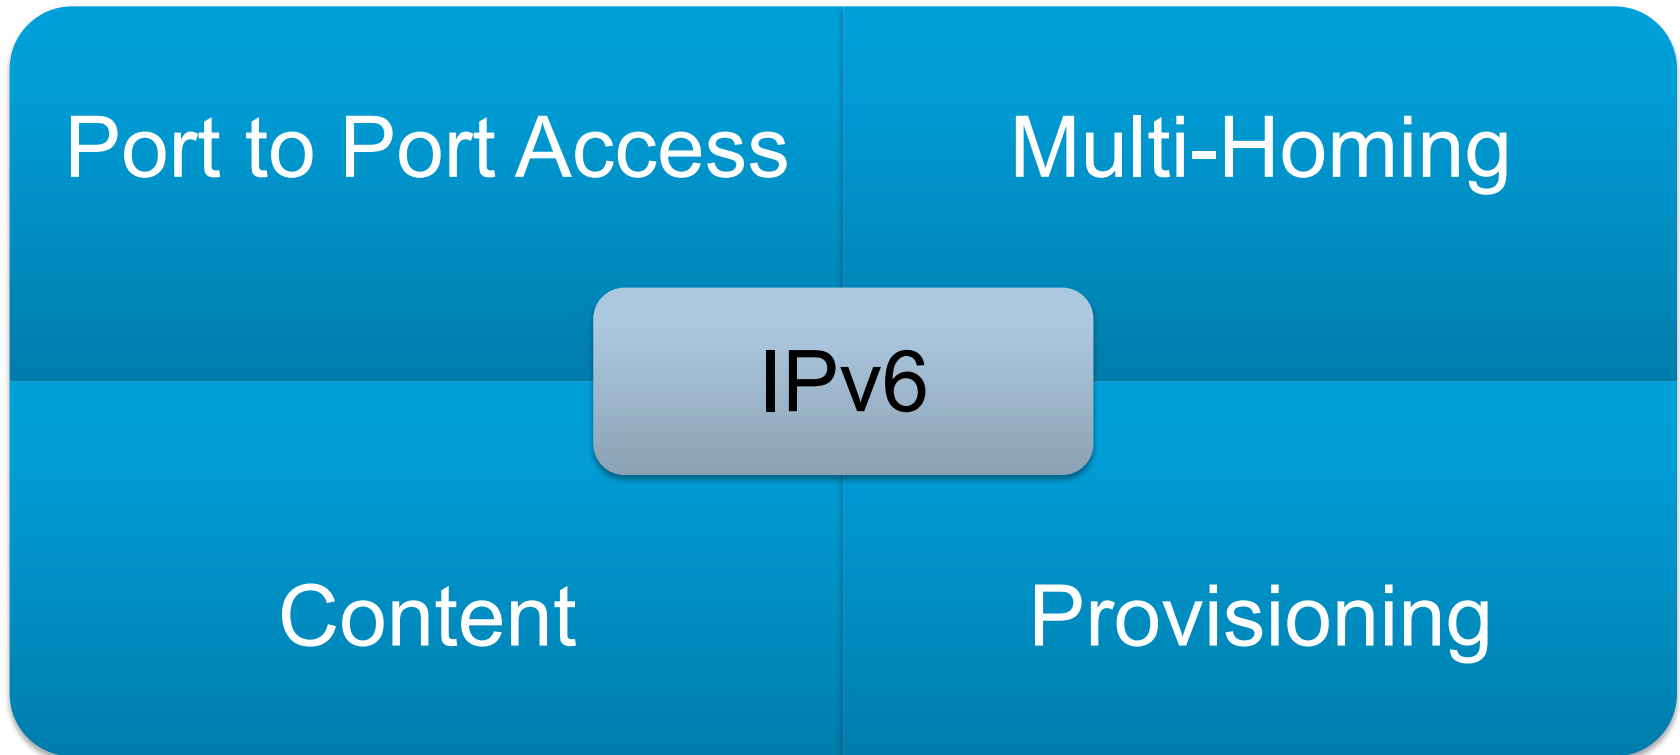 Port to Port Access
Multi-Homing
IPv6
Content
Provisioning